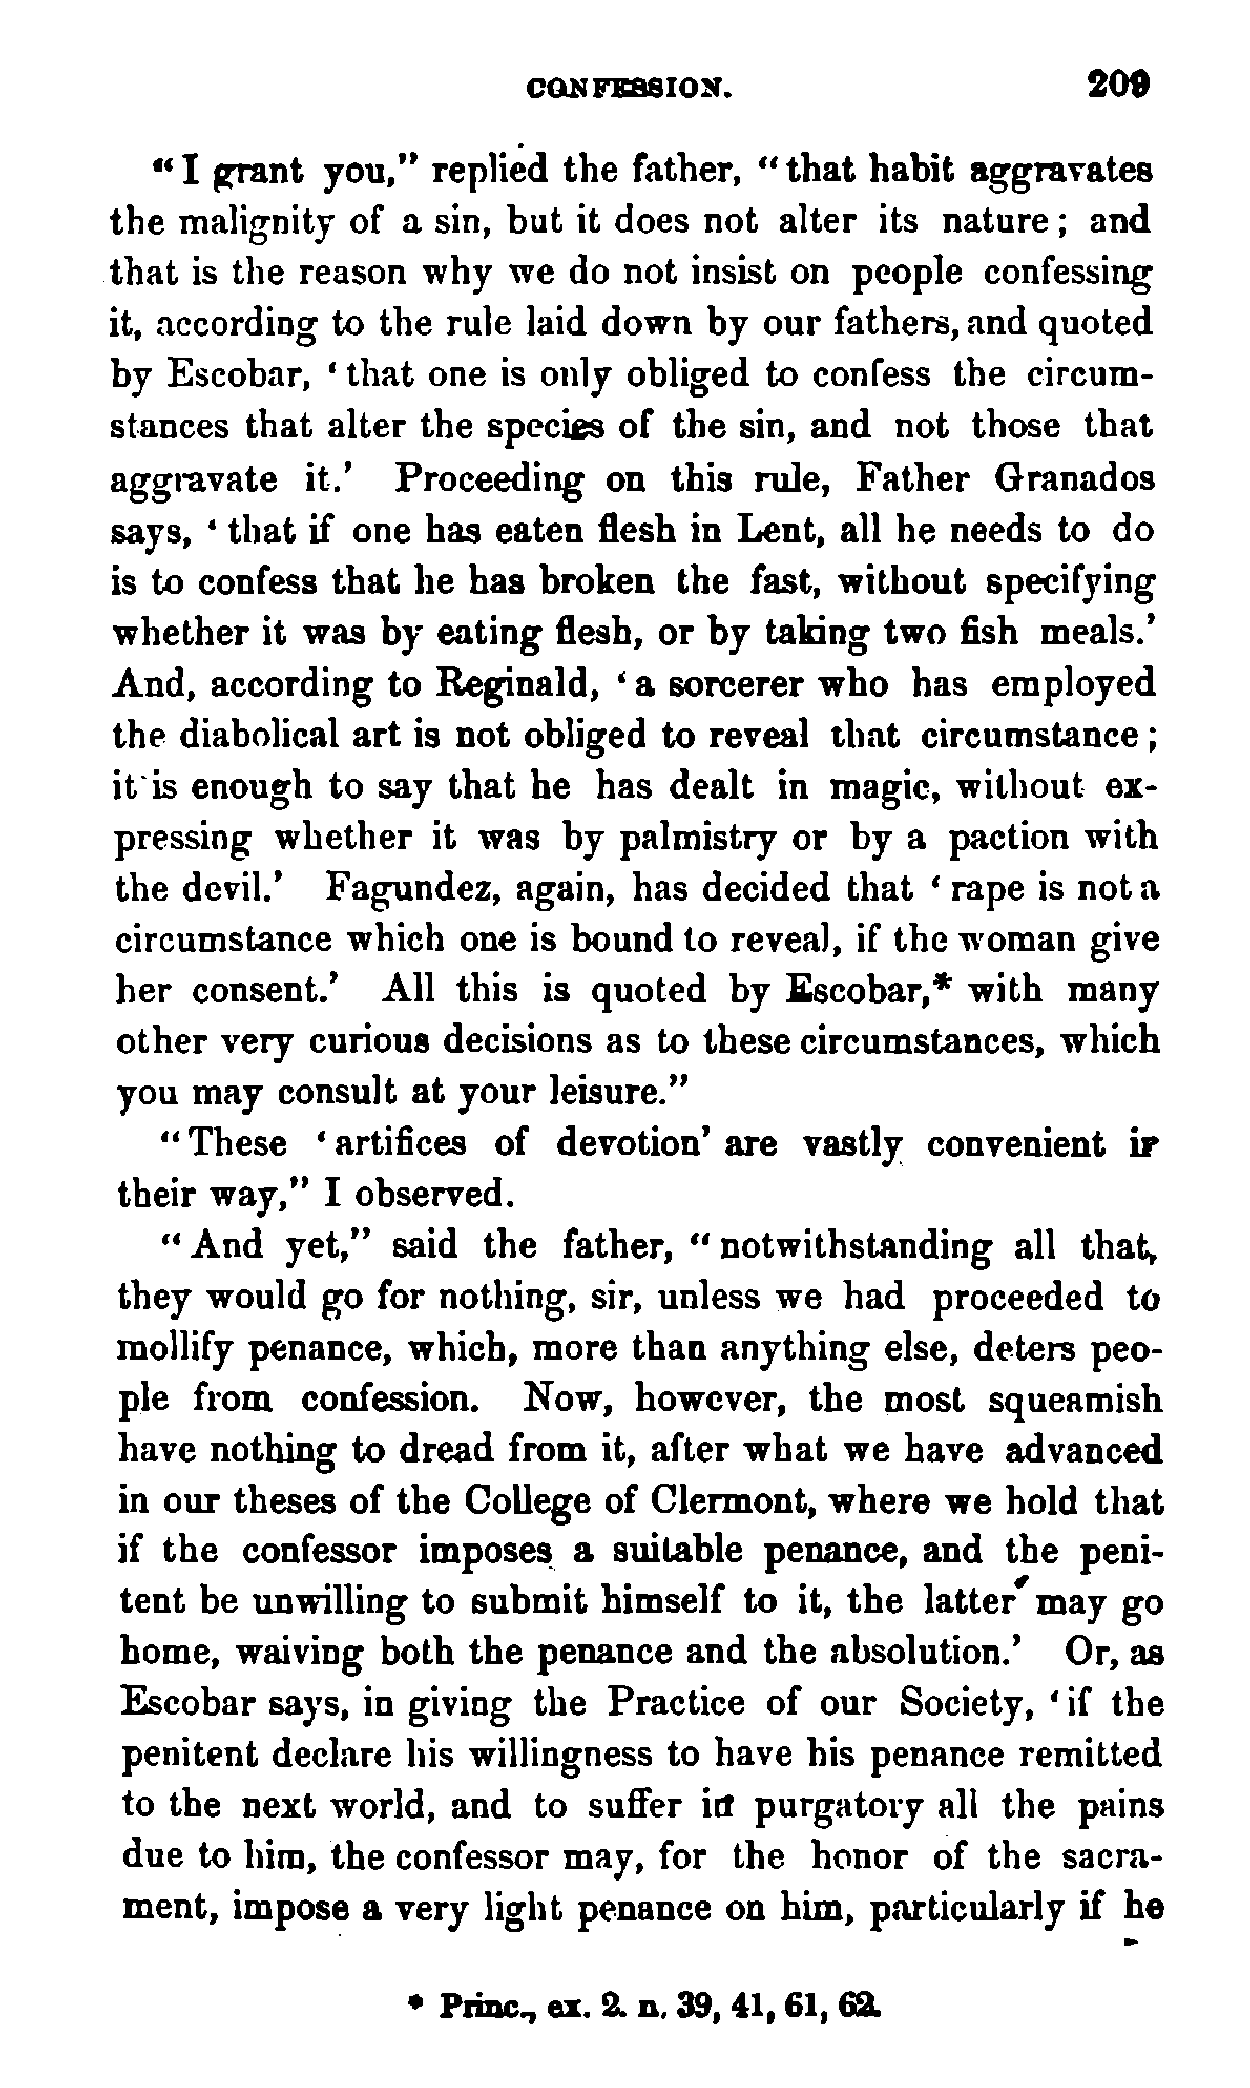 CONFESSION. 209
"I grant you," replied the father, "that habit aggravates
the malignity of a sin, but it does not alter its nature; and
that is the reason why we do not insist on people confessing
it, according to the rule laid down by our fathers, and quoted
by Escobar, 'that one is only obliged to confess the circum-
stances that alter the species of the sin, and not those that
aggravate it.' Proceeding on this rule, Father Granados
says, 'that if one has eaten flesh in Lent, all he needs to do
is to confess that he has broken the fast, without specifying
whether it was by eating flesh, or by taking two fish meals.'
And, according to Reginald, 'a sorcerer who has employed
the diabolical art is not obliged to reveal that circumstance;
it is enough to say that he has dealt in magic, without ex-
pressing whether it was by palmistry or by a paction with
the devil.' Fagundez, again, has decided that 'rape is not a
circumstance which one is bound to reveal, if the woman give
her consent.' All this is quoted by Escobar,* with many
other very curious decisions as to these circumstances, which
you may consult at your leisure."
"These 'artifices of devotion' are vastly convenient in
their way," I observed.
"And yet," said the father, "notwithstanding all that,
they would go for nothing, sir, unless we had proceeded to
mollify penance, which, more than anything else, deters peo-
ple from confession. Now, however, the most squeamish
have nothing to dread from it, after what we have advanced
in our theses of the College of Clermont, where we hold that
if the confessor imposes a suitable penance, and the peni-
tent be unwilling to submit himself to it, the latter may go
home, waiving both the penance and the absolution.' Or, as
Escobar says, in giving the Practice of our Society, 'if the
penitent declare his willingness to have his penance remitted
to the next world, and to suffer in purgatory all the pains
due to him, the confessor may, for the honor of the sacra-
ment, impose a very light penance on him, particularly if he
* Princ., ex. 2. n. 39, 41, 61, 62.